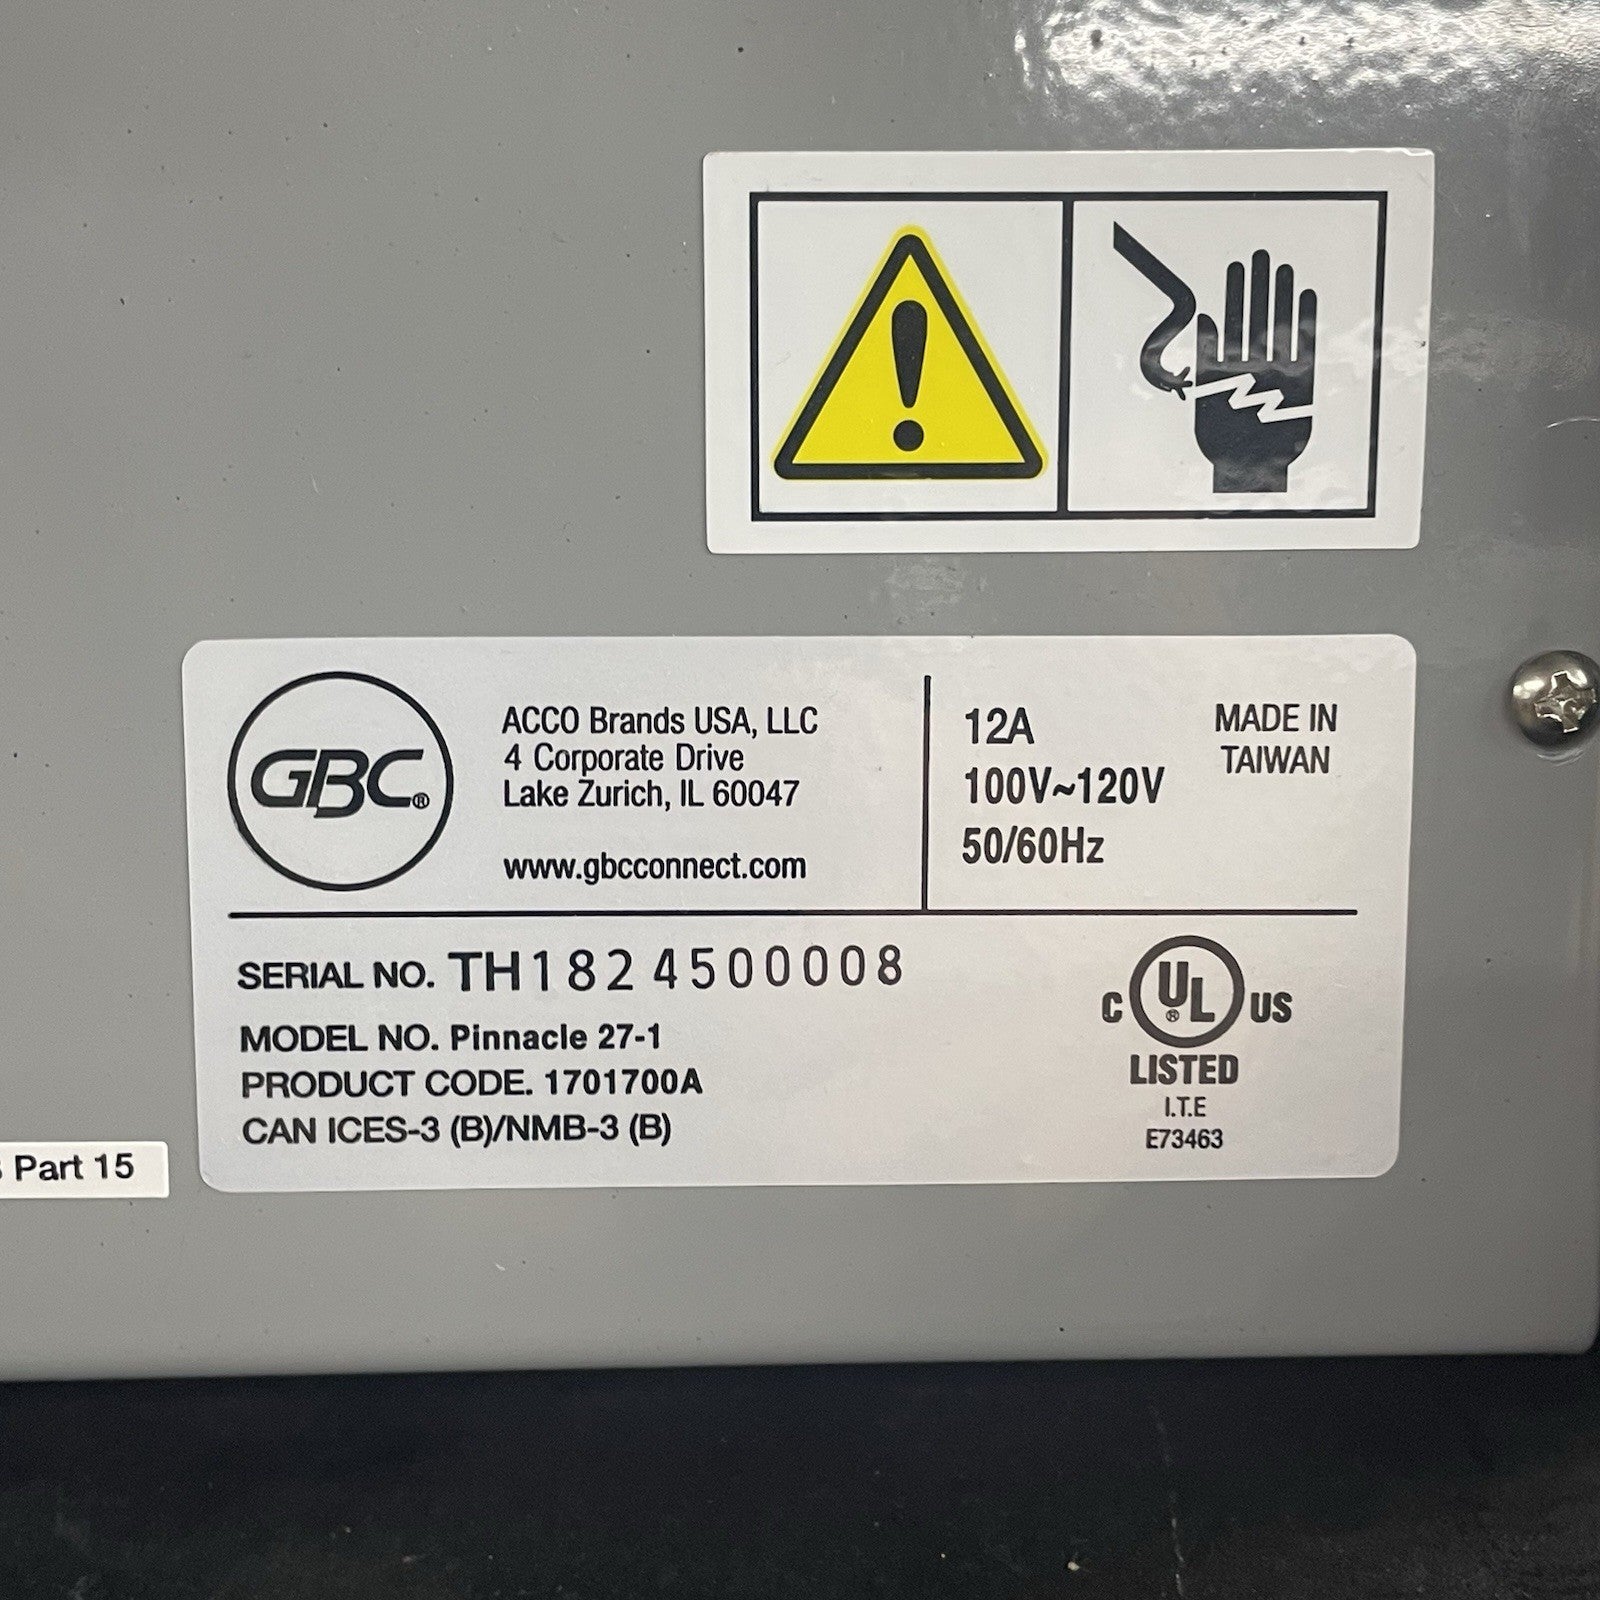 GBC®
ACCO Brands USA, LLC
4 Corporate Drive
Lake Zurich, IL 60047
www.gbcconnect.com
12A
100V~120V
50/60Hz
MADE IN
TAIWAN
SERIAL NO. TH1824500008
MODEL NO. Pinnacle 27-1
PRODUCT CODE. 1701700A
CAN ICES-3 (B)/NMB-3 (B)
C UL® US
LISTED
I.T.E
E73463
Part 15